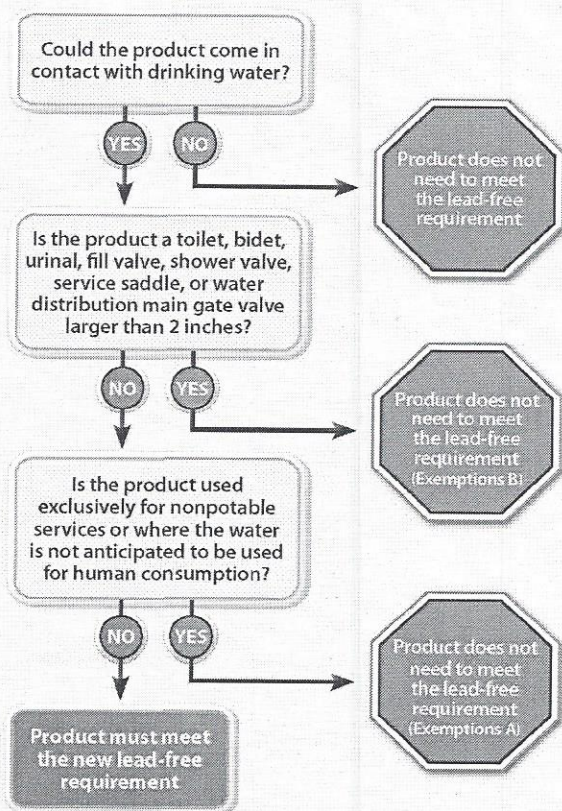 Could the product come in
contact with drinking water?
YES
NO
Product does not
need to meet
the lead-free
requirement
Is the product a toilet, bidet,
urinal, fill valve, shower valve,
service saddle, or water
distribution main gate valve
larger than 2 inches?
NO
YES
Product does not
need to meet
the lead-free
requirement
(Exemptions B)
Is the product used
exclusively for nonpotable
services or where the water
is not anticipated to be used
for human consumption?
NO
YES
Product does not
need to meet
the lead-free
requirement
(Exemptions A)
Product must meet
the new lead-free
requirement